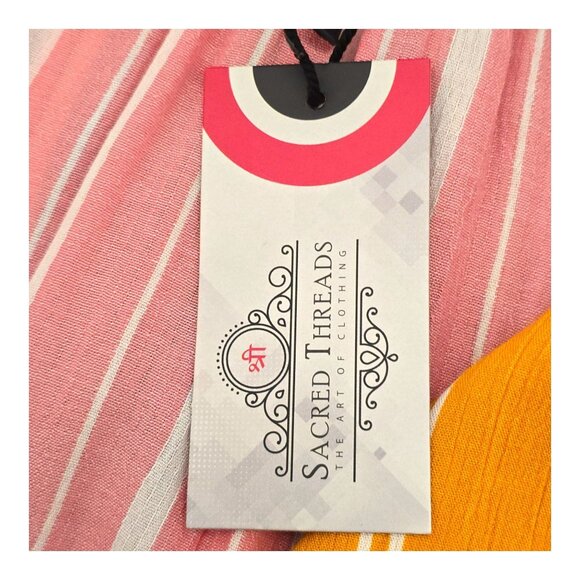 श्री
SACRED THREADS
THE ART OF CLOTHING